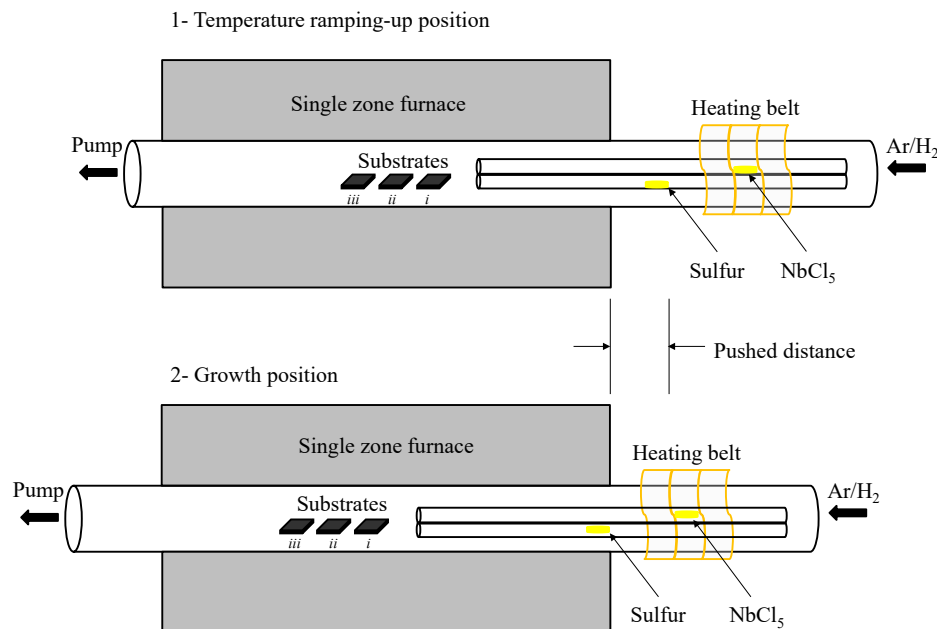 1- Temperature ramping-up position
Single zone furnace
Heating belt
Pump
Ar/H₂
Substrates
iii ii i
Sulfur
NbCl₅
Pushed distance
2- Growth position
Single zone furnace
Heating belt
Pump
Ar/H₂
Substrates
iii ii i
Sulfur
NbCl₅